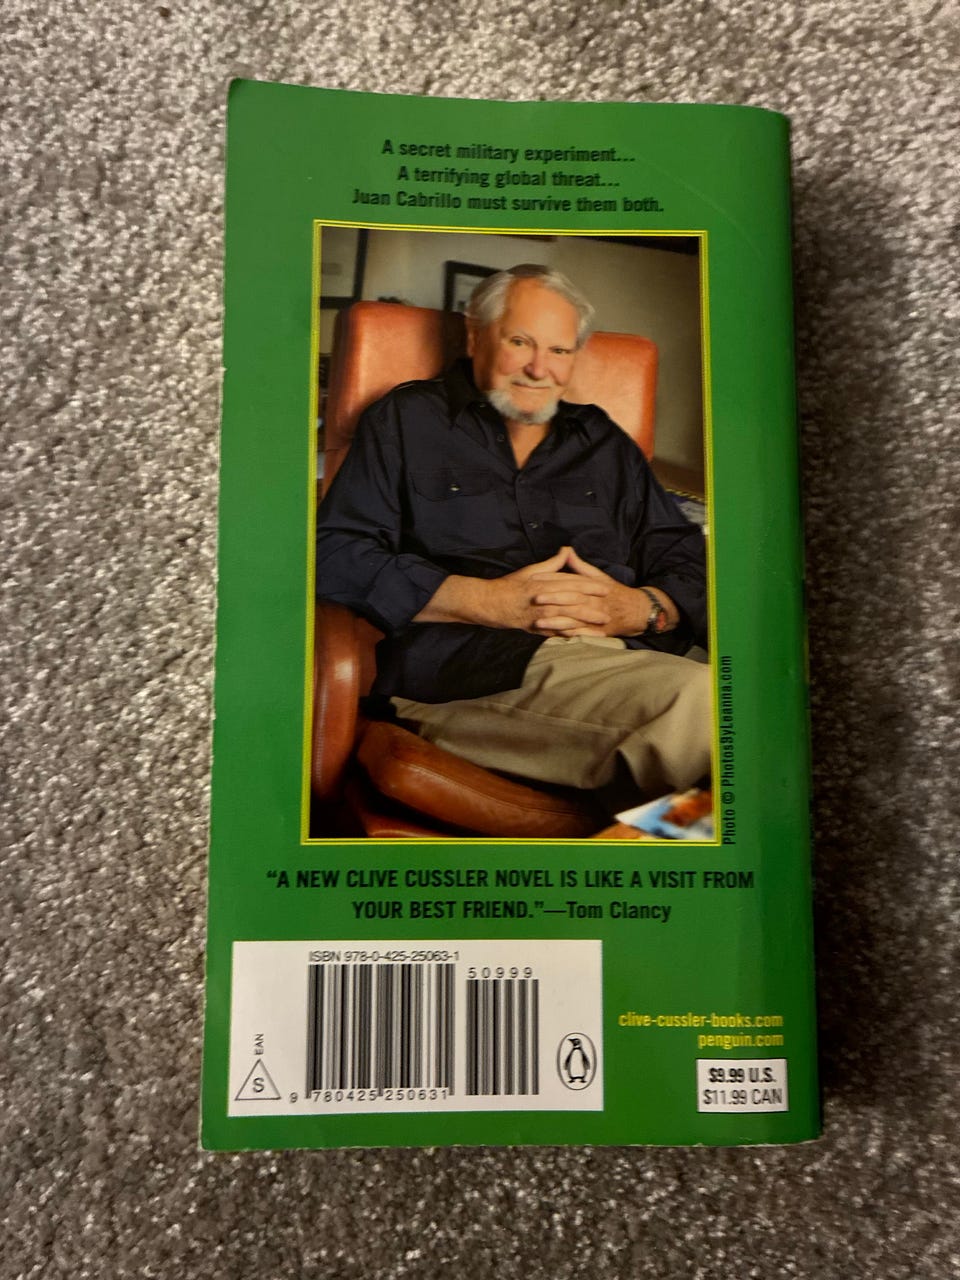 A secret military experiment...
A terrifying global threat...
Juan Cabrillo must survive them both.
Photo © PhotosByLeanna.com
“A NEW CLIVE CUSSLER NOVEL IS LIKE A VISIT FROM
YOUR BEST FRIEND.”—Tom Clancy
ISBN 978-0-425-25063-1
50999
EAN
S
9 780425 250631
clive-cussler-books.com
penguin.com
$9.99 U.S.
$11.99 CAN